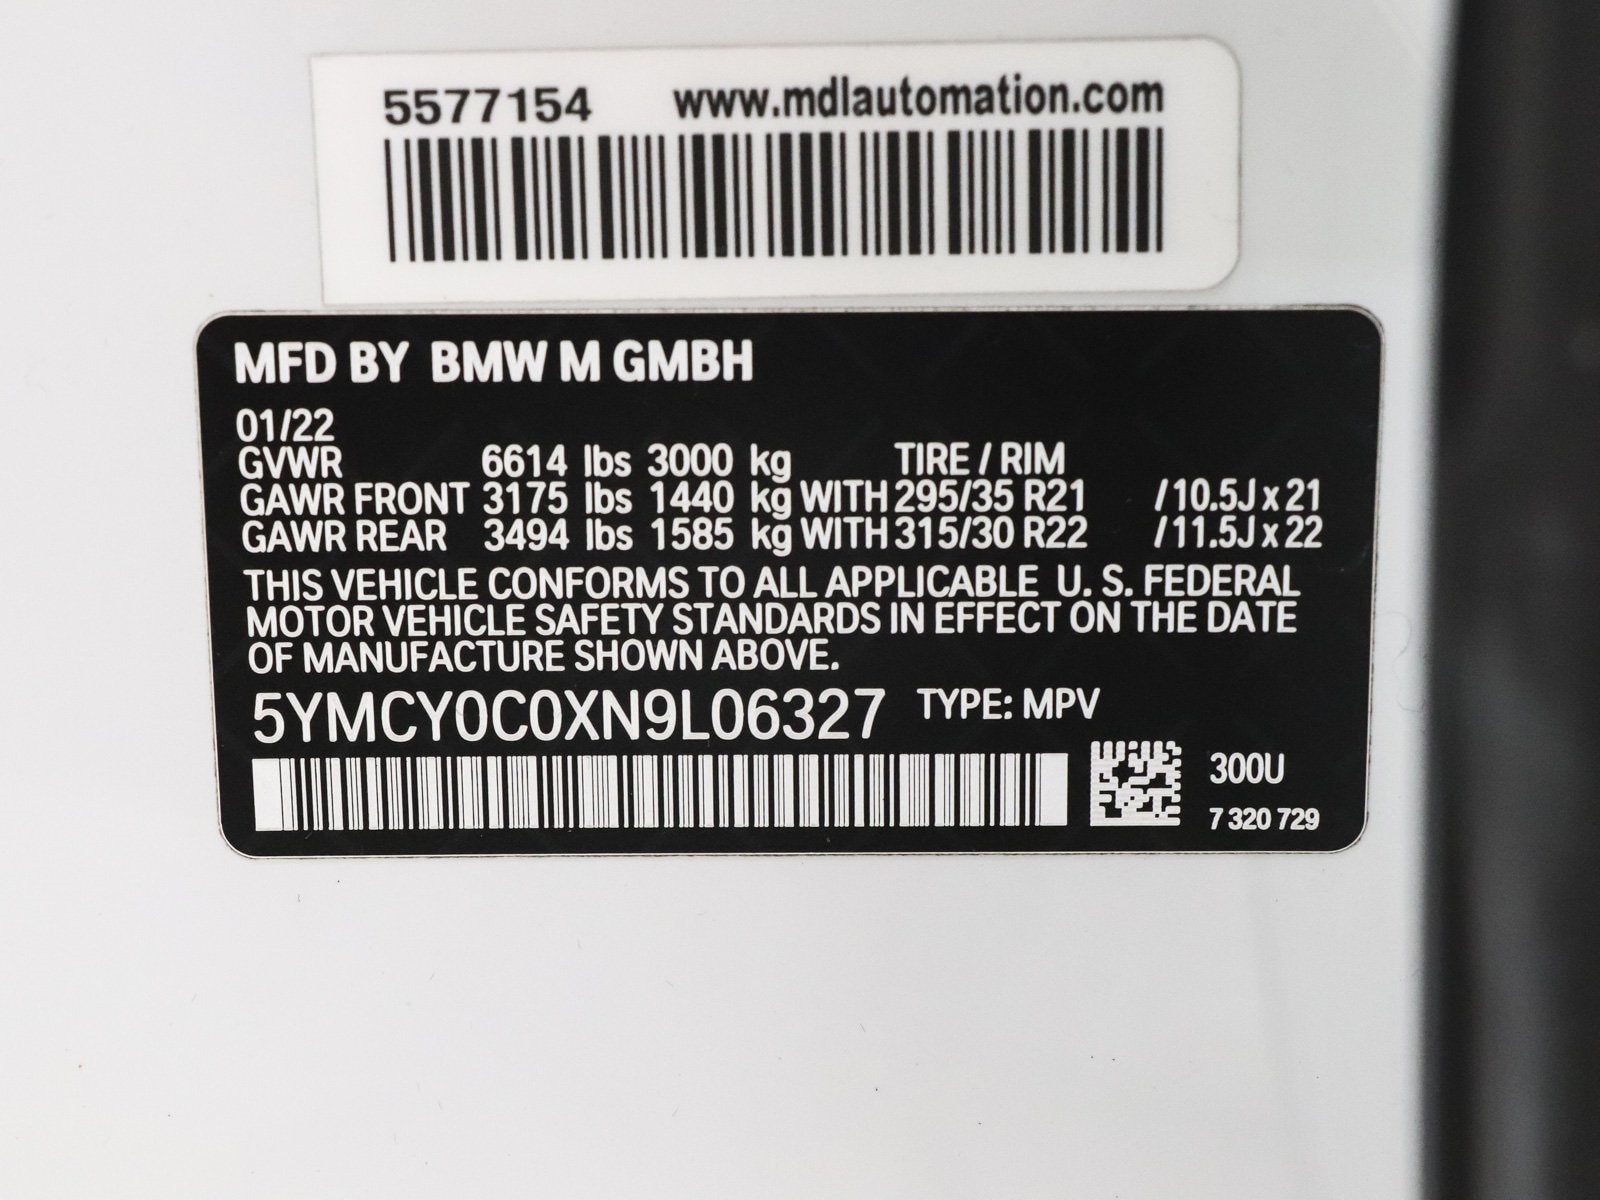 5577154 www.mdlautomation.com
MFD BY BMW M GMBH
01/22
GVWR 6614 lbs 3000 kg TIRE / RIM
GAWR FRONT 3175 lbs 1440 kg WITH 295/35 R21 /10.5J x 21
GAWR REAR 3494 lbs 1585 kg WITH 315/30 R22 /11.5J x 22
THIS VEHICLE CONFORMS TO ALL APPLICABLE U. S. FEDERAL
MOTOR VEHICLE SAFETY STANDARDS IN EFFECT ON THE DATE
OF MANUFACTURE SHOWN ABOVE.
5YMCY0C0XN9L06327 TYPE: MPV
300U
7 320 729